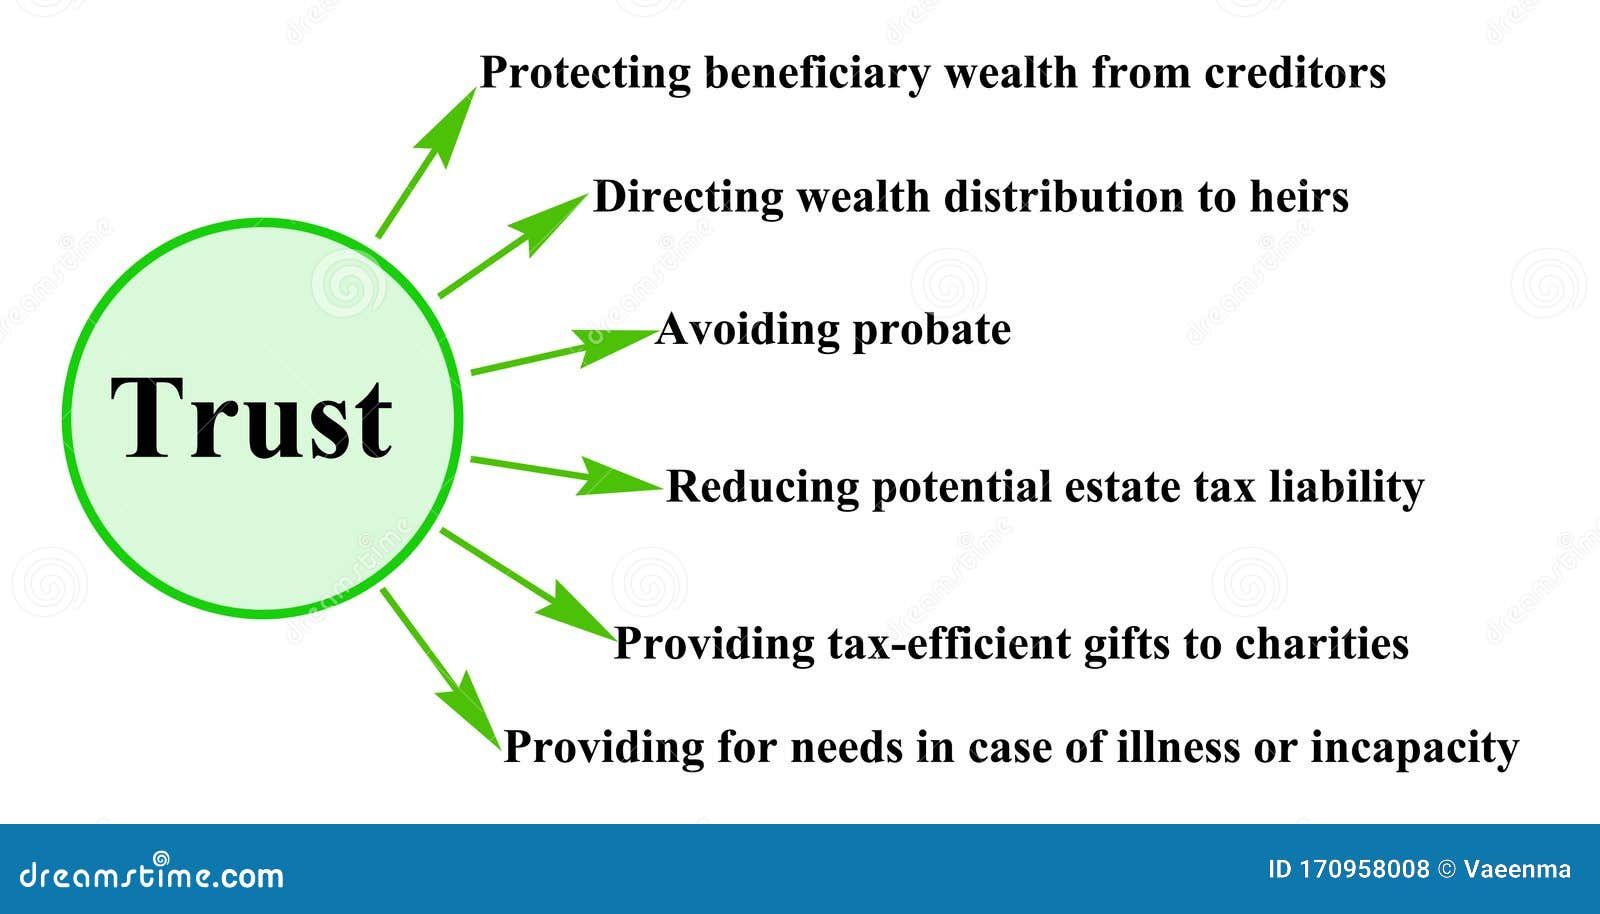 Protecting beneficiary wealth from creditors
Directing wealth distribution to heirs
Avoiding probate
Trust
Reducing potential estate tax liability
Providing tax-efficient gifts to charities
Providing for needs in case of illness or incapacity
dreamstime.com
ID 170958008 © Vaeenma